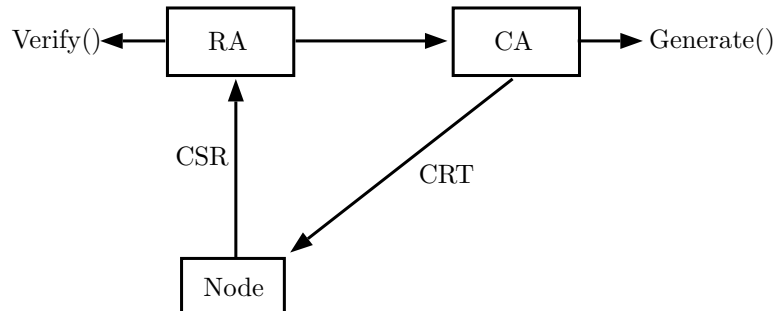 Verify()
RA
CA
Generate()
CSR
CRT
Node